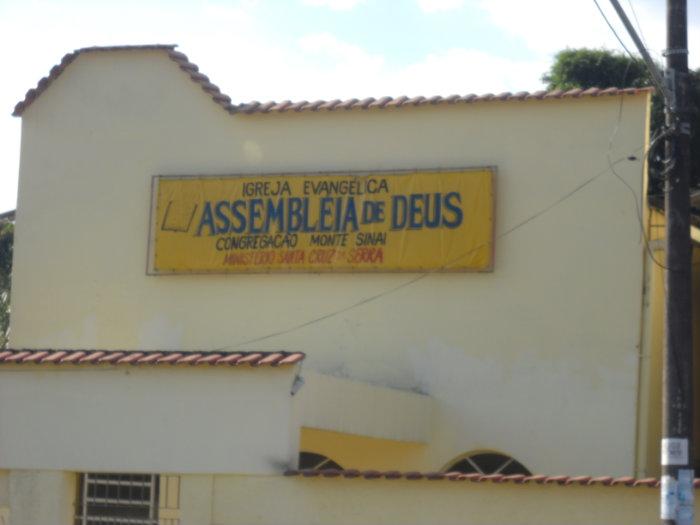 IGREJA EVANGÉLICA
ASSEMBLEIA DE DEUS
CONGREGAÇÃO MONTE SINAI
MINISTÉRIO SANTA CRUZ DA SERRA